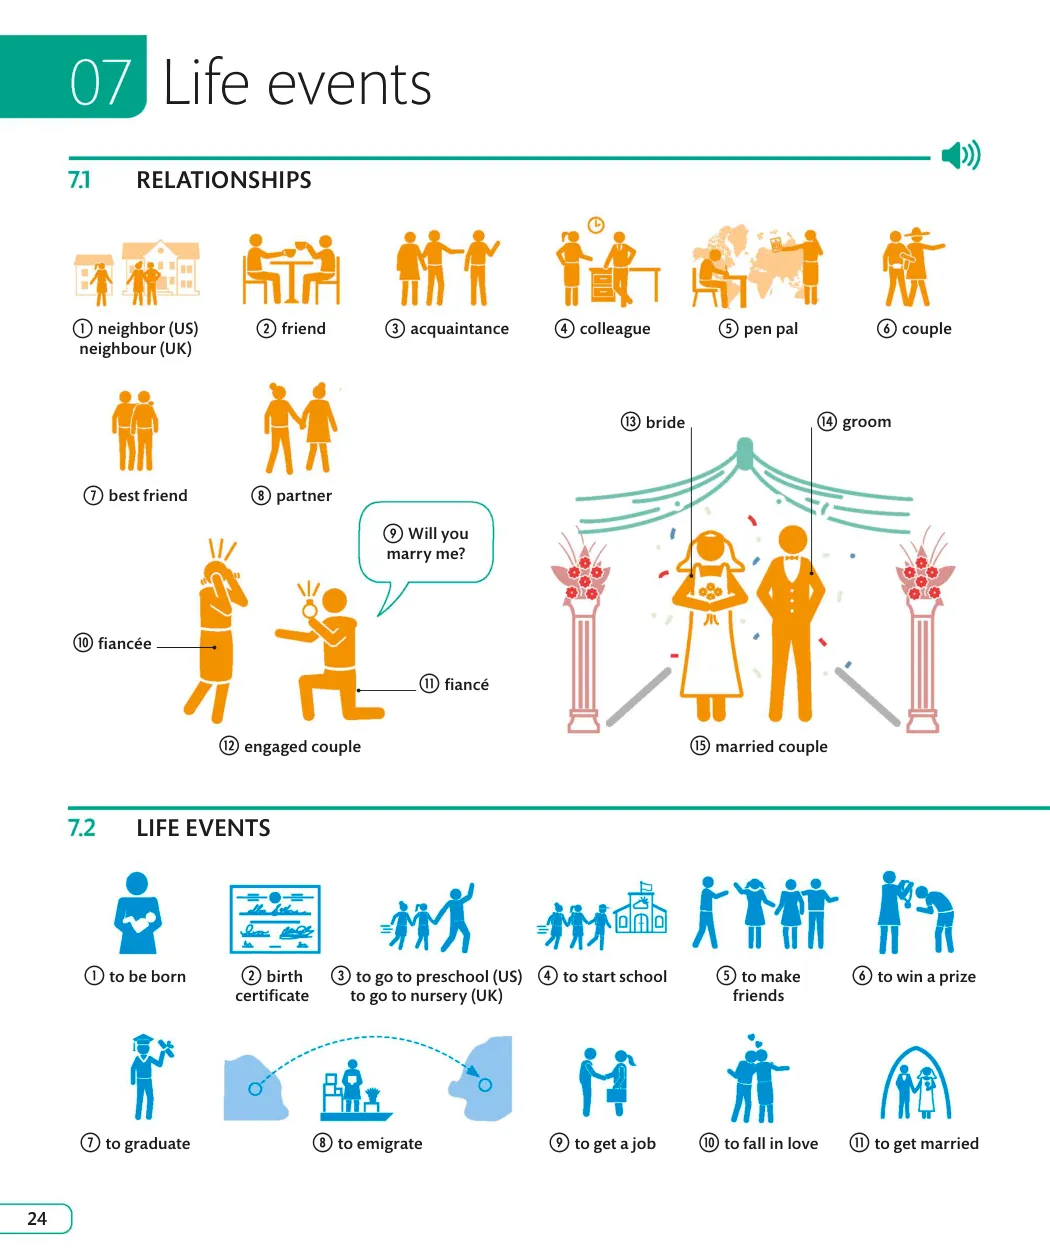 07 Life events
7.1 RELATIONSHIPS
1 neighbor (US)
neighbour (UK)
2 friend
3 acquaintance
4 colleague
5 pen pal
6 couple
7 best friend
8 partner
9 Will you
marry me?
10 fiancée
11 fiancé
12 engaged couple
13 bride
14 groom
15 married couple
7.2 LIFE EVENTS
1 to be born
2 birth
certificate
3 to go to preschool (US)
to go to nursery (UK)
4 to start school
5 to make
friends
6 to win a prize
7 to graduate
8 to emigrate
9 to get a job
10 to fall in love
11 to get married
24